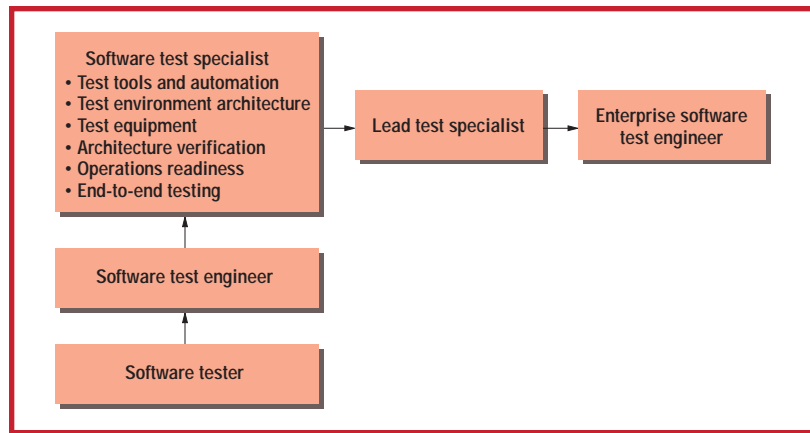 Software test specialist
• Test tools and automation
• Test environment architecture
• Test equipment
• Architecture verification
• Operations readiness
• End-to-end testing
Lead test specialist
Enterprise software
test engineer
Software test engineer
Software tester